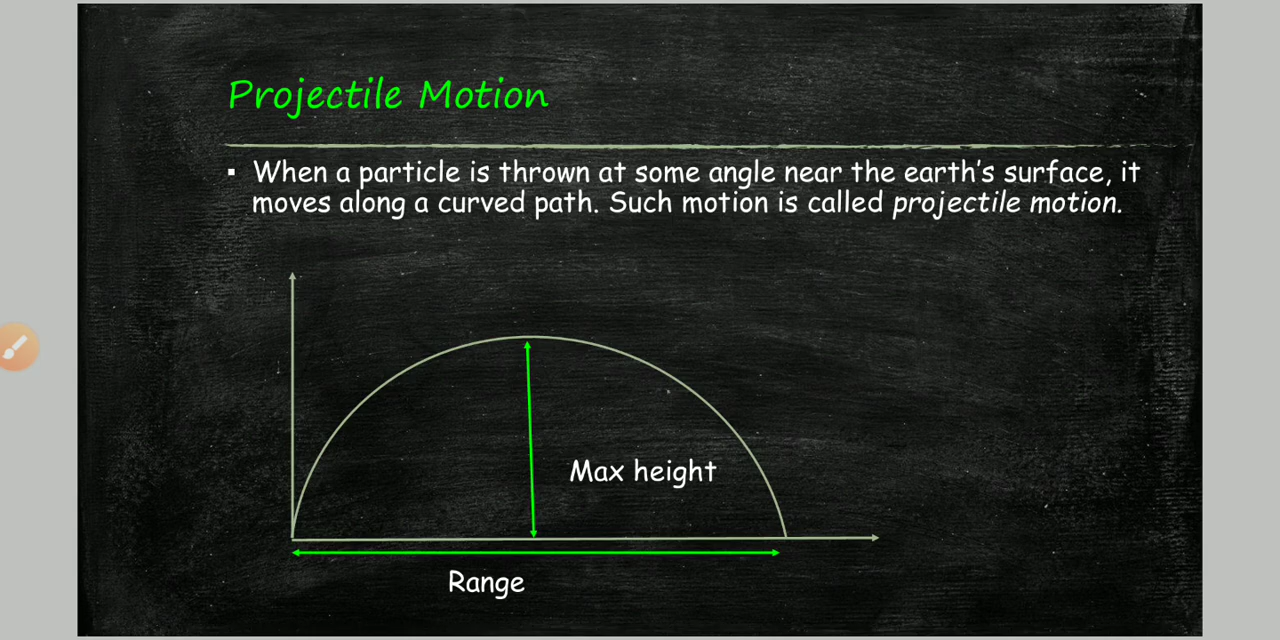 Projectile Motion
▪ When a particle is thrown at some angle near the earth's surface, it
moves along a curved path. Such motion is called projectile motion.
Max height
Range